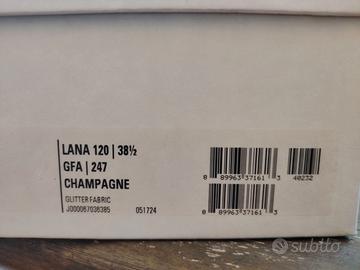 LANA 120 | 38½
GFA | 247
CHAMPAGNE
GLITTER FABRIC
J000067036385 051724
8 89963 37161 3
40232
8 89963 37161 3
subito